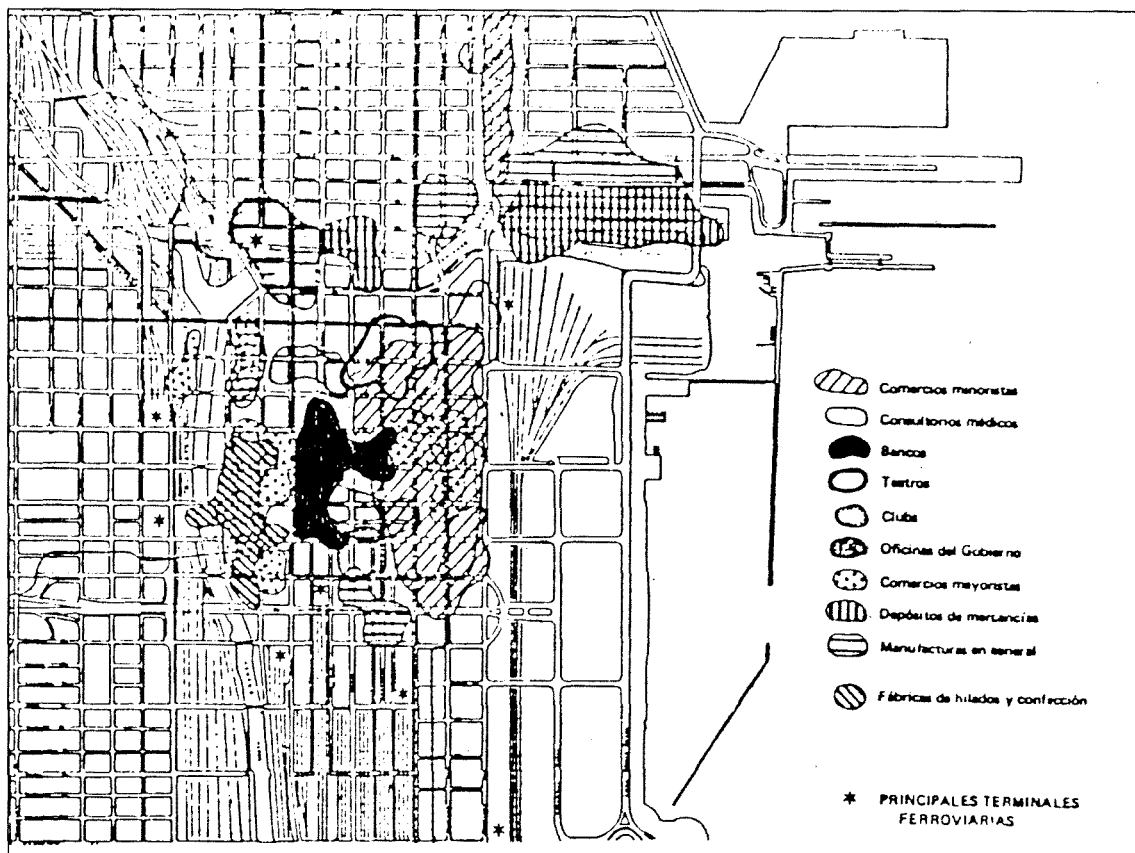 Comercios minoristas
Consultorios médicos
Bancos
Teatros
Clubs
Oficinas del Gobierno
Comercios mayoristas
Depósitos de mercancías
Manufacturas en general
Fábricas de hilados y confección
PRINCIPALES TERMINALES
FERROVIARIAS